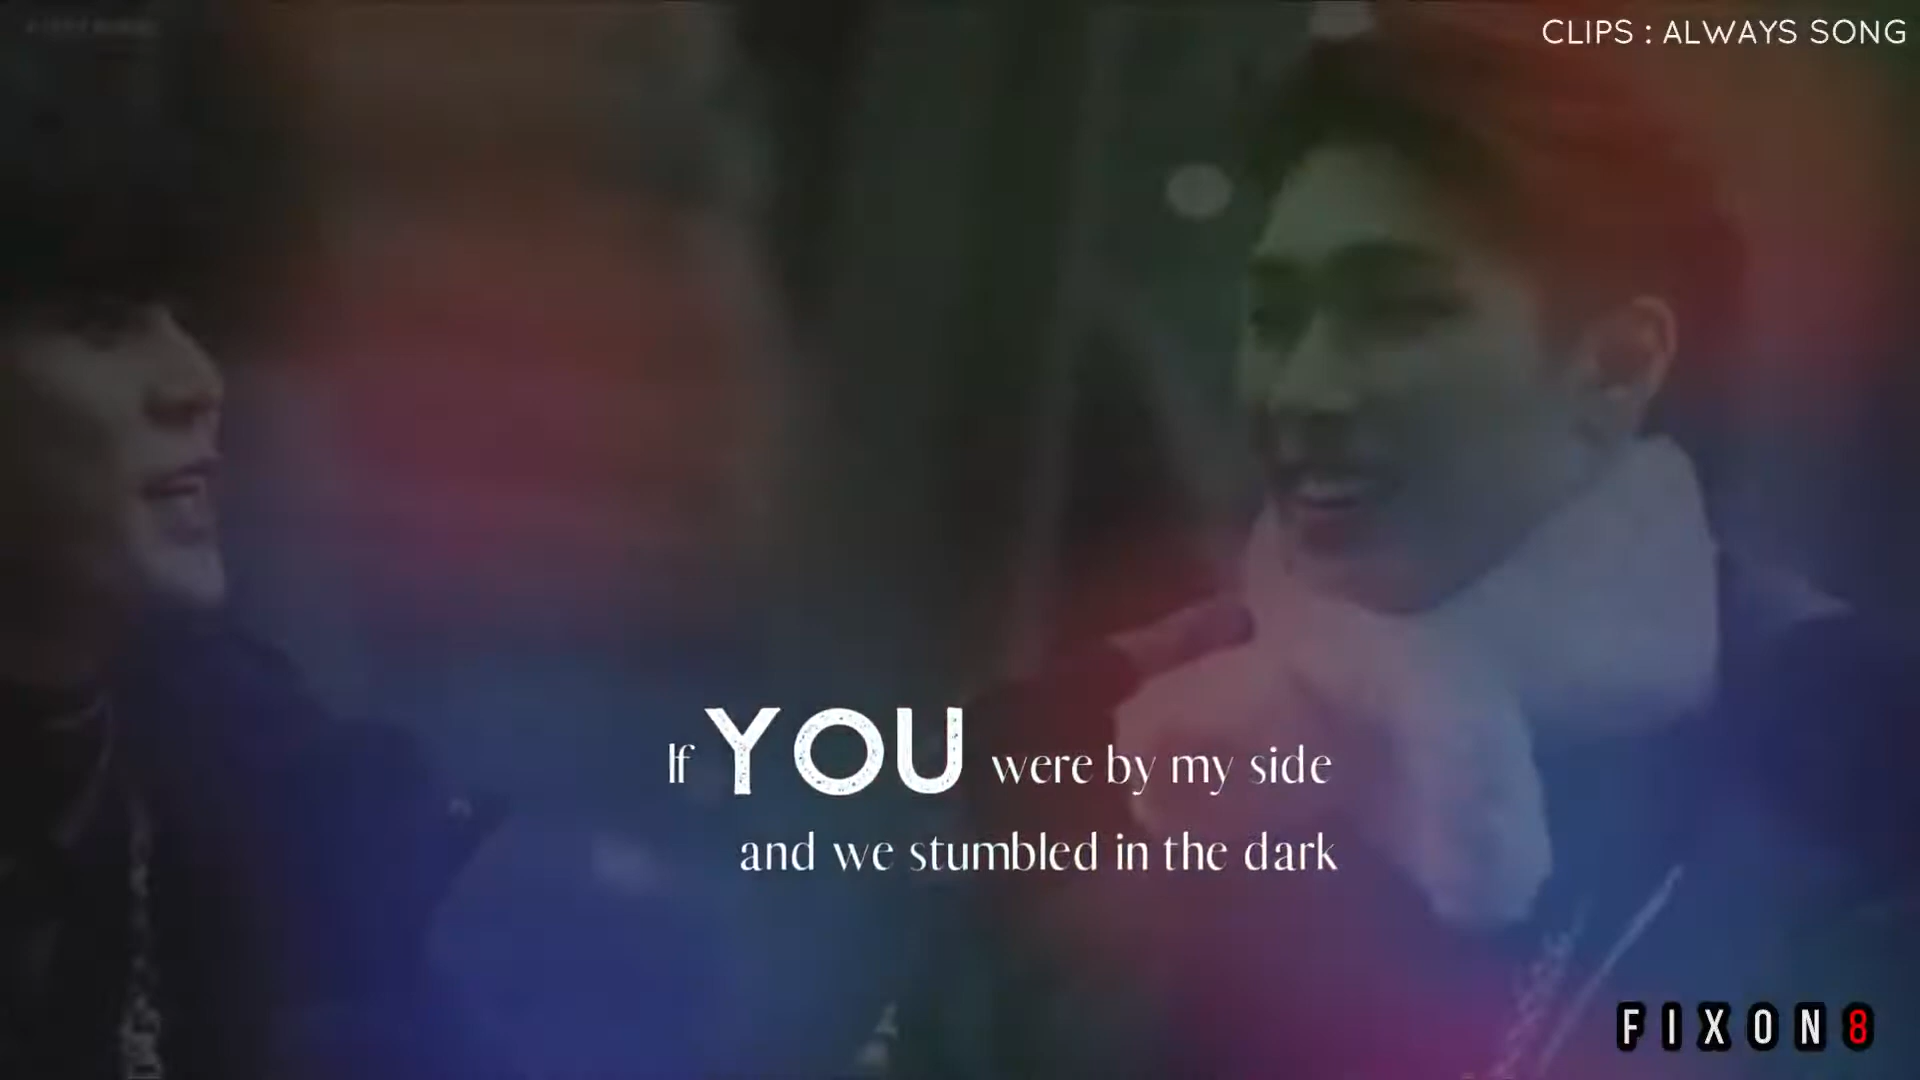 CLIPS : ALWAYS SONG
If YOU were by my side
and we stumbled in the dark
FIXON8